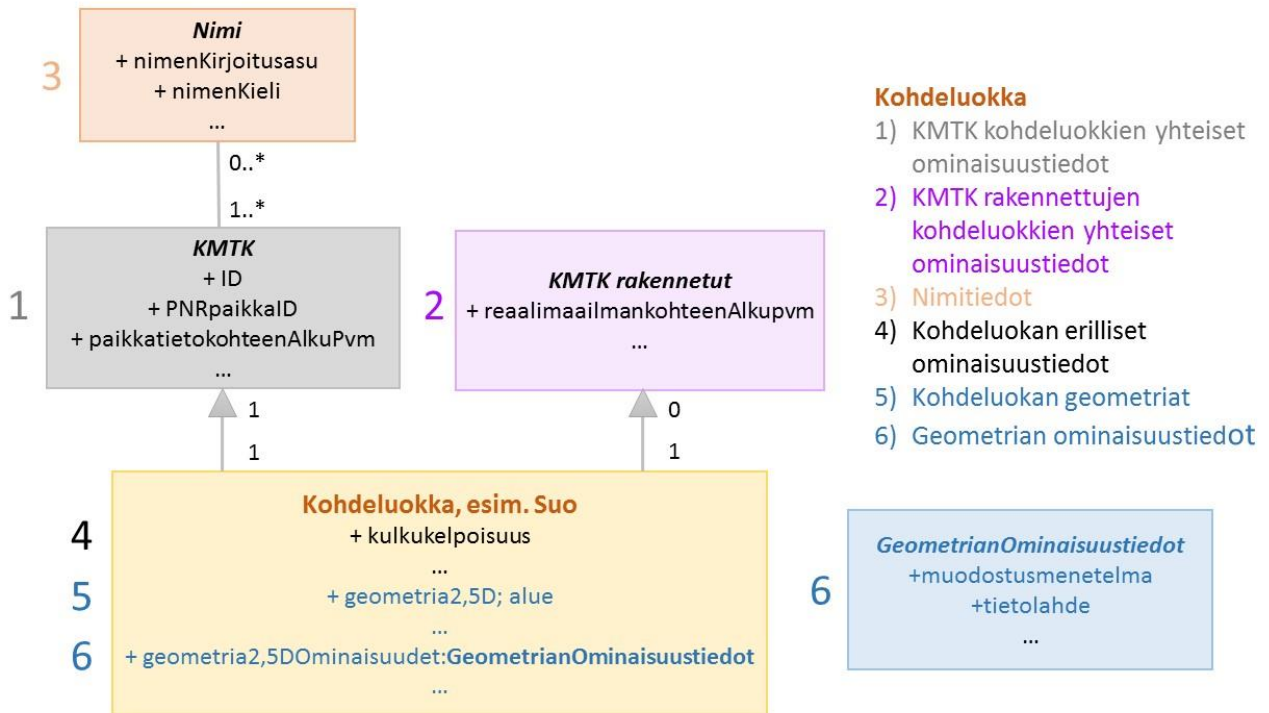 3
Nimi
+ nimenKirjoitusasu
+ nimenKieli
...
0..*
1..*
1
KMTK
+ ID
+ PNRpaikkaID
+ paikkatietokohteenAlkuPvm
...
2
KMTK rakennetut
+ reaalimaailmankohteenAlkupvm
...
1
1
0
1
Kohdeluokka, esim. Suo
4
+ kulkukelpoisuus
...
5
+ geometria2,5D; alue
...
6
+ geometria2,5DOminaisuudet:GeometrianOminaisuustiedot
...
Kohdeluokka
1) KMTK kohdeluokkien yhteiset
ominaisuustiedot
2) KMTK rakennettujen
kohdeluokkien yhteiset
ominaisuustiedot
3) Nimitiedot
4) Kohdeluokan erilliset
ominaisuustiedot
5) Kohdeluokan geometriat
6) Geometrian ominaisuustiedot
6
GeometrianOminaisuustiedot
+muodostusmenetelma
+tietolahde
...